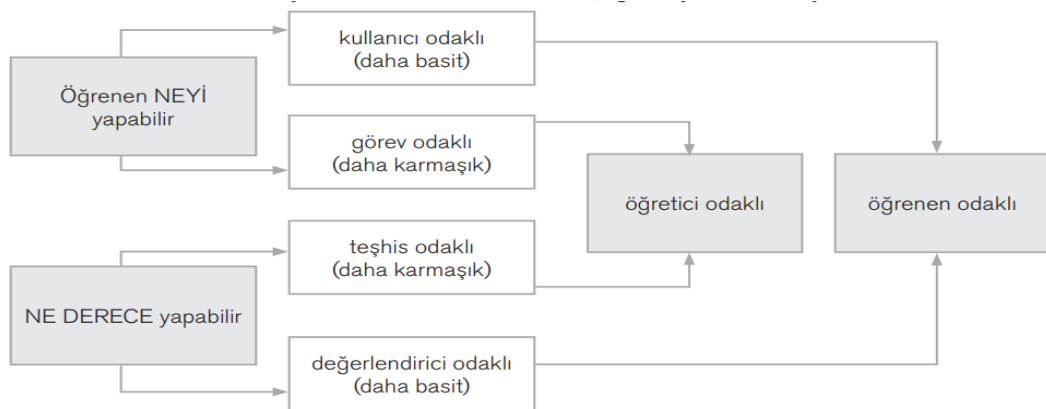 kullanıcı odaklı
(daha basit)
Öğrenen NEYİ
yapabilir
görev odaklı
(daha karmaşık)
öğretici odaklı
öğrenen odaklı
teşhis odaklı
(daha karmaşık)
NE DERECE yapabilir
değerlendirici odaklı
(daha basit)